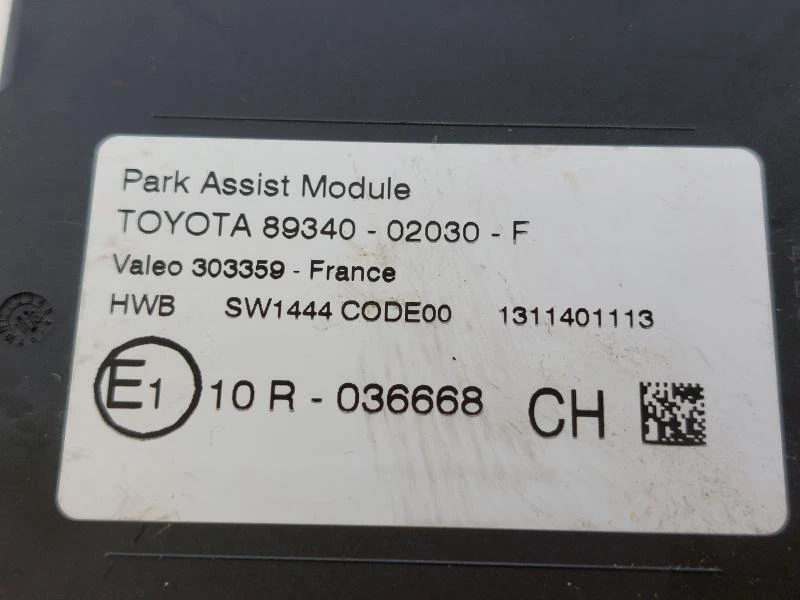 Park Assist Module
TOYOTA 89340 - 02030 - F
Valeo 303359 - France
HWB SW1444 CODE00 1311401113
E1 10 R - 036668 CH